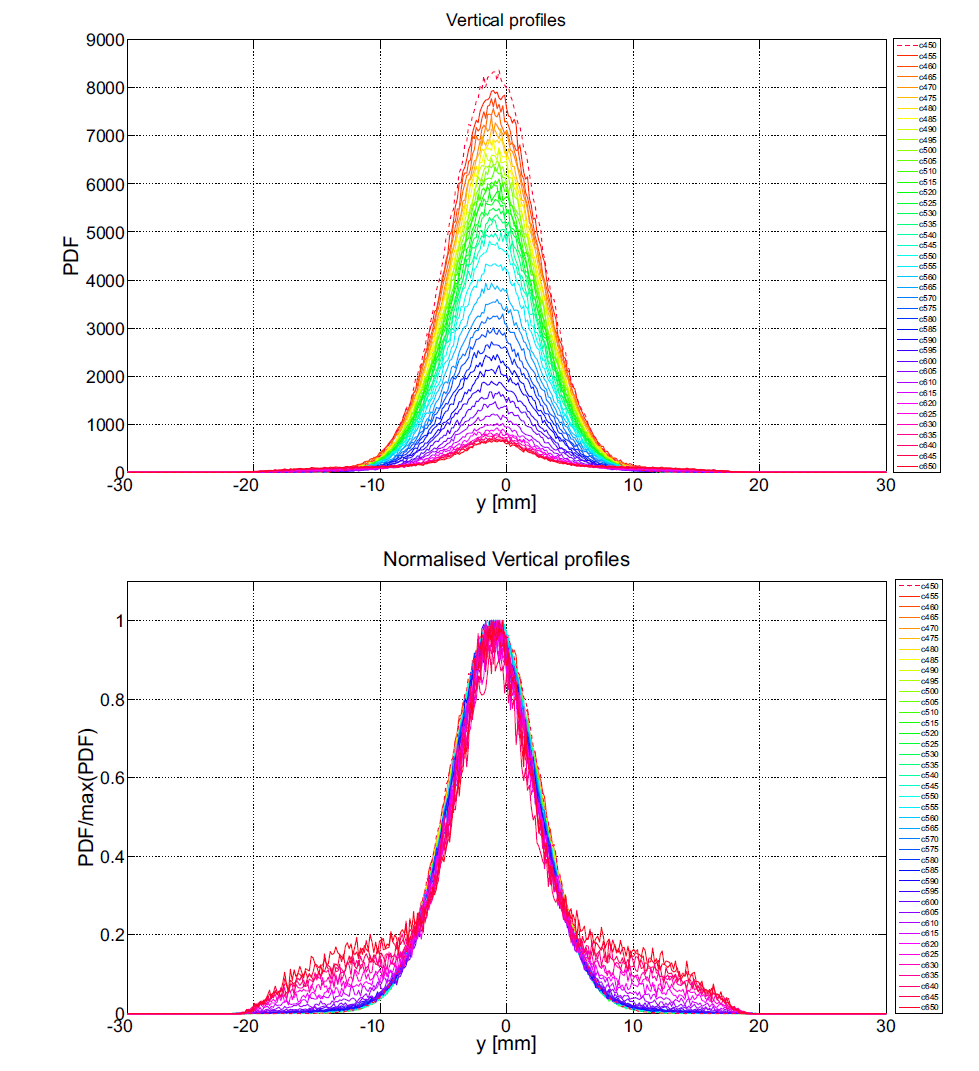 Vertical profiles
9000
8000
7000
6000
5000
4000
3000
2000
1000
0
PDF
-30
-20
-10
0
10
20
30
y [mm]
c450
c455
c460
c465
c470
c475
c480
c485
c490
c495
c500
c505
c510
c515
c520
c525
c530
c535
c540
c545
c550
c555
c560
c565
c570
c575
c580
c585
c590
c595
c600
c605
c610
c615
c620
c625
c630
c635
c640
c645
c650
Normalised Vertical profiles
1
0.8
0.6
0.4
0.2
0
PDF/max(PDF)
-30
-20
-10
0
10
20
30
y [mm]
c450
c455
c460
c465
c470
c475
c480
c485
c490
c495
c500
c505
c510
c515
c520
c525
c530
c535
c540
c545
c550
c555
c560
c565
c570
c575
c580
c585
c590
c595
c600
c605
c610
c615
c620
c625
c630
c635
c640
c645
c650